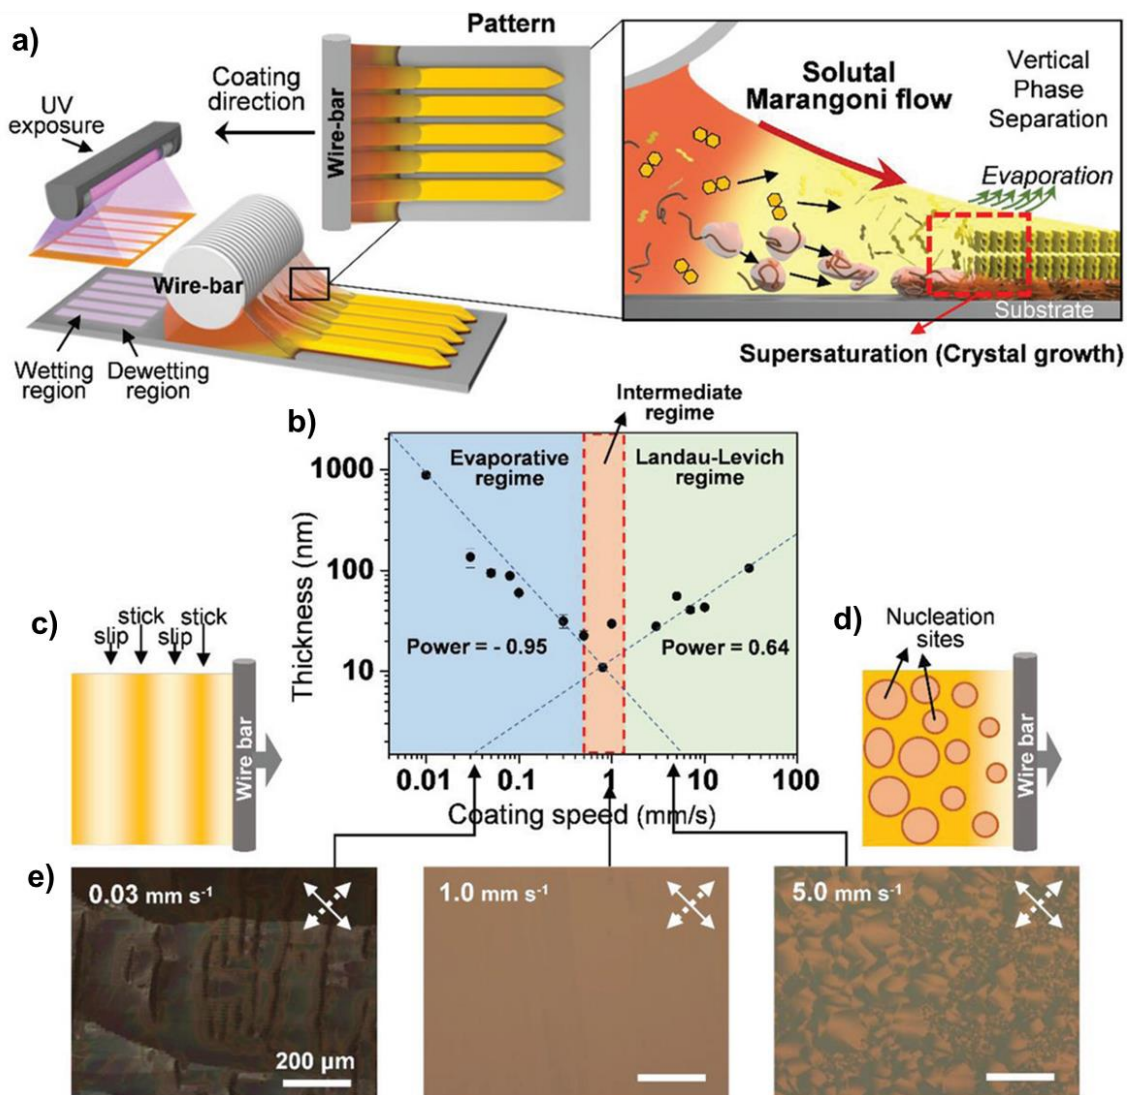 a)
UV
exposure
Coating
direction
Pattern
Wire-bar
Wire-bar
Wetting
region
Dewetting
region
Solutal
Marangoni flow
Vertical
Phase
Separation
Evaporation
Substrate
Supersaturation (Crystal growth)
b)
Intermediate
regime
Evaporative
regime
Landau-Levich
regime
Thickness (nm)
1000
100
10
Power = - 0.95
Power = 0.64
0.01
0.1
1
10
100
Coating speed (mm/s)
c)
stick stick
slip slip
Wire bar
d)
Nucleation
sites
Wire bar
e)
0.03 mm s⁻¹
200 µm
1.0 mm s⁻¹
5.0 mm s⁻¹